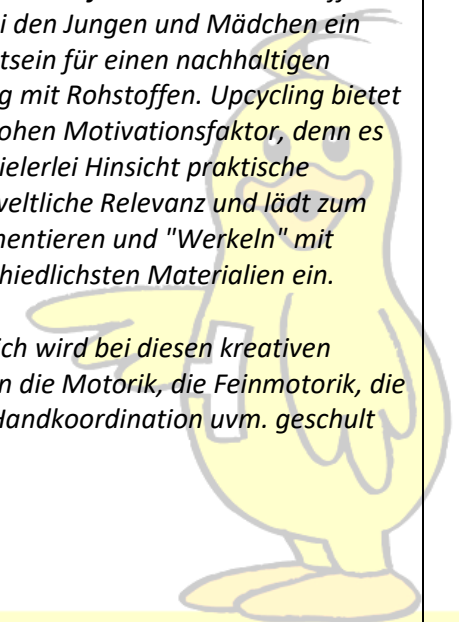 i den Jungen und Mädchen ein
tsein für einen nachhaltigen
g mit Rohstoffen. Upcycling bietet
ohen Motivationsfaktor, denn es
ielerlei Hinsicht praktische
weltliche Relevanz und lädt zum
mentieren und "Werkeln" mit
chiedlichsten Materialien ein.
ich wird bei diesen kreativen
n die Motorik, die Feinmotorik, die
Handkoordination uvm. geschult